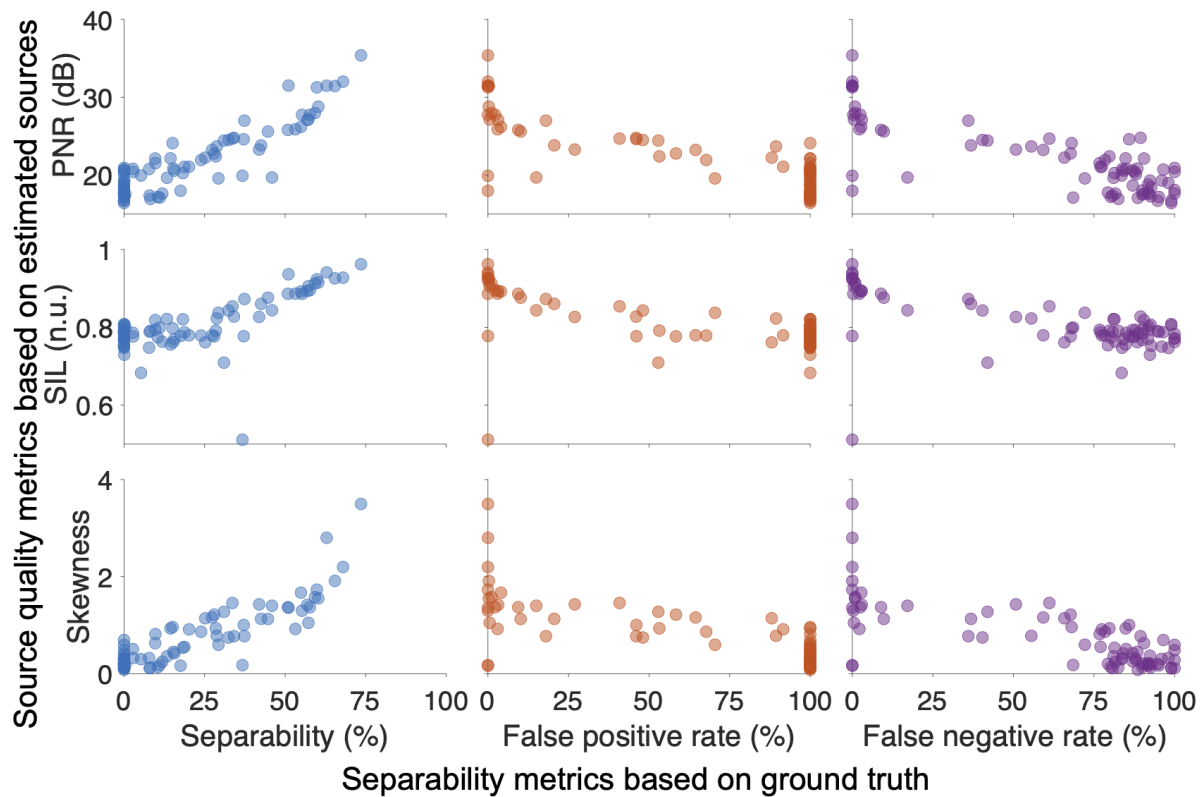 Source quality metrics based on estimated sources
PNR (dB)
40
30
20
SIL (n.u.)
1
0.8
0.6
Skewness
4
2
0
0 25 50 75 100
0 25 50 75 100
0 25 50 75 100
Separability (%)
False positive rate (%)
False negative rate (%)
Separability metrics based on ground truth